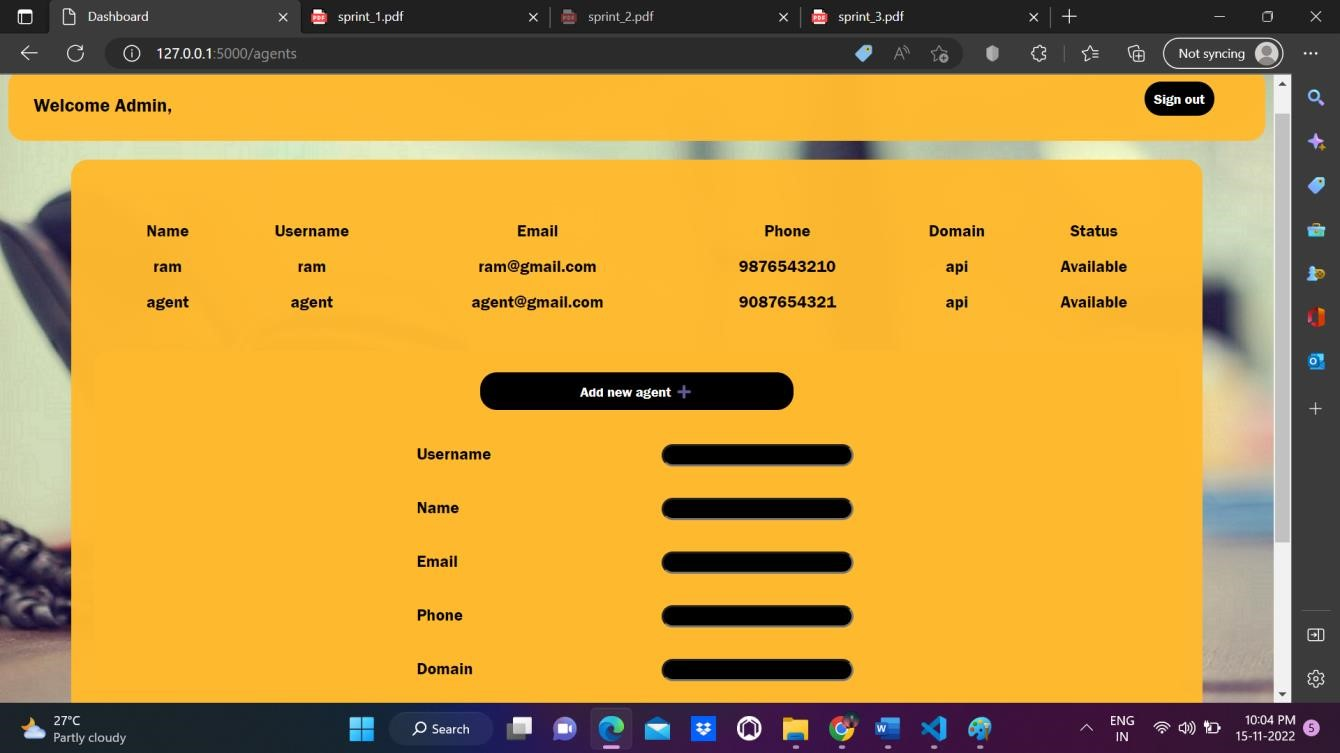 Dashboard
sprint_1.pdf
sprint_2.pdf
sprint_3.pdf
127.0.0.1:5000/agents
Not syncing
Welcome Admin,
Sign out
Name Username Email Phone Domain Status
ram ram ram@gmail.com 9876543210 api Available
agent agent agent@gmail.com 9087654321 api Available
Add new agent
Username
Name
Email
Phone
Domain
27°C
Partly cloudy
Search
ENG
IN
10:04 PM
15-11-2022
5